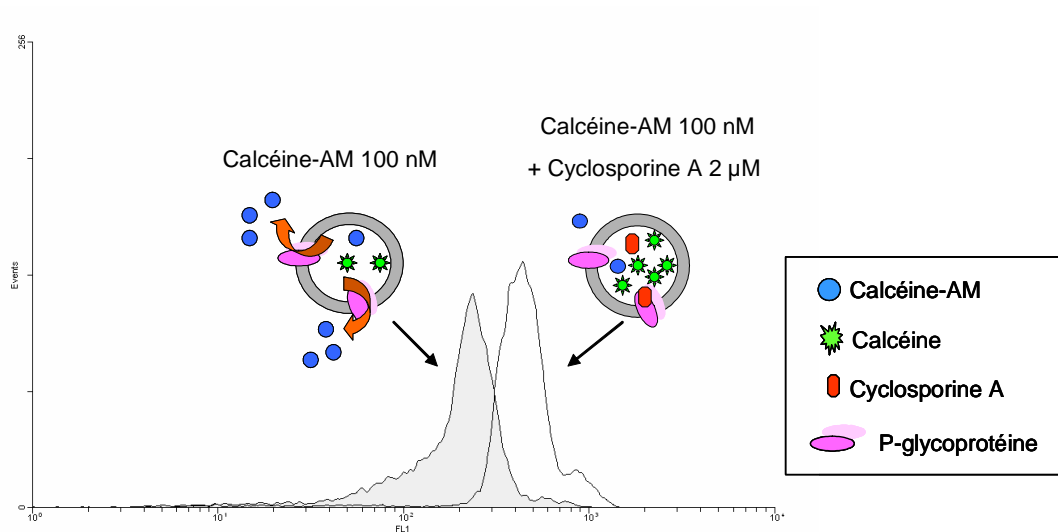 256
Calcéine-AM 100 nM
+ Cyclosporine A 2 µM
Calcéine-AM 100 nM
Events
Calcéine-AM
Calcéine
Cyclosporine A
P-glycoprotéine
0
10⁰ 10¹ 10² 10³ 10⁴
FL1